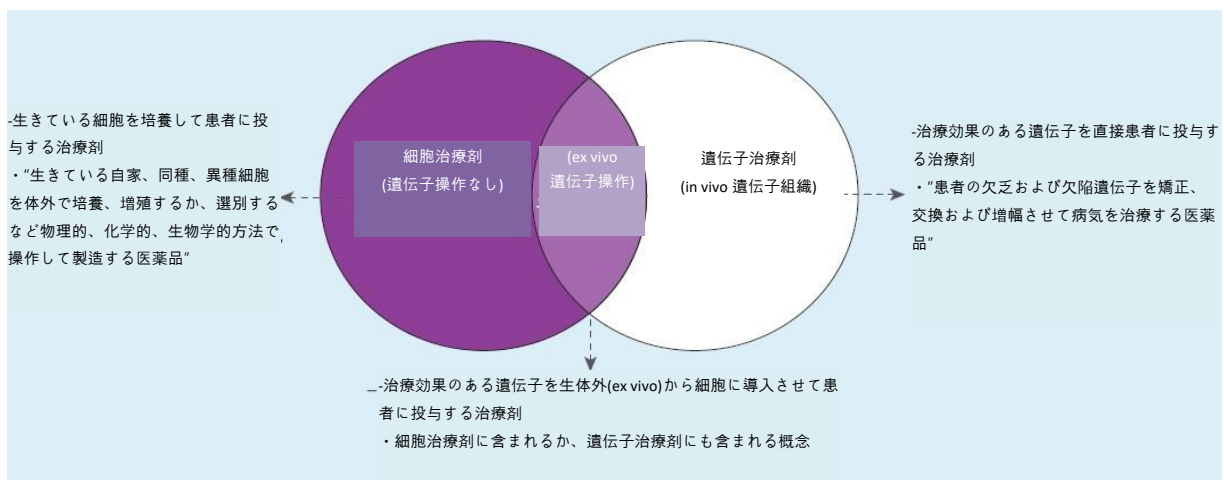 -生きている細胞を培養して患者に投
与する治療剤
・"生きている自家、同種、異種細胞
を体外で培養、増殖するか、選別する
など物理的、化学的、生物学的方法で
操作して製造する医薬品"
細胞治療剤
(遺伝子操作なし)
(ex vivo
遺伝子操作)
遺伝子治療剤
(in vivo 遺伝子組織)
-治療効果のある遺伝子を直接患者に投与す
る治療剤
・"患者の欠乏および欠陥遺伝子を矯正、
交換および増幅させて病気を治療する医薬
品"
-治療効果のある遺伝子を生体外(ex vivo)から細胞に導入させて患
者に投与する治療剤
・細胞治療剤に含まれるか、遺伝子治療剤にも含まれる概念